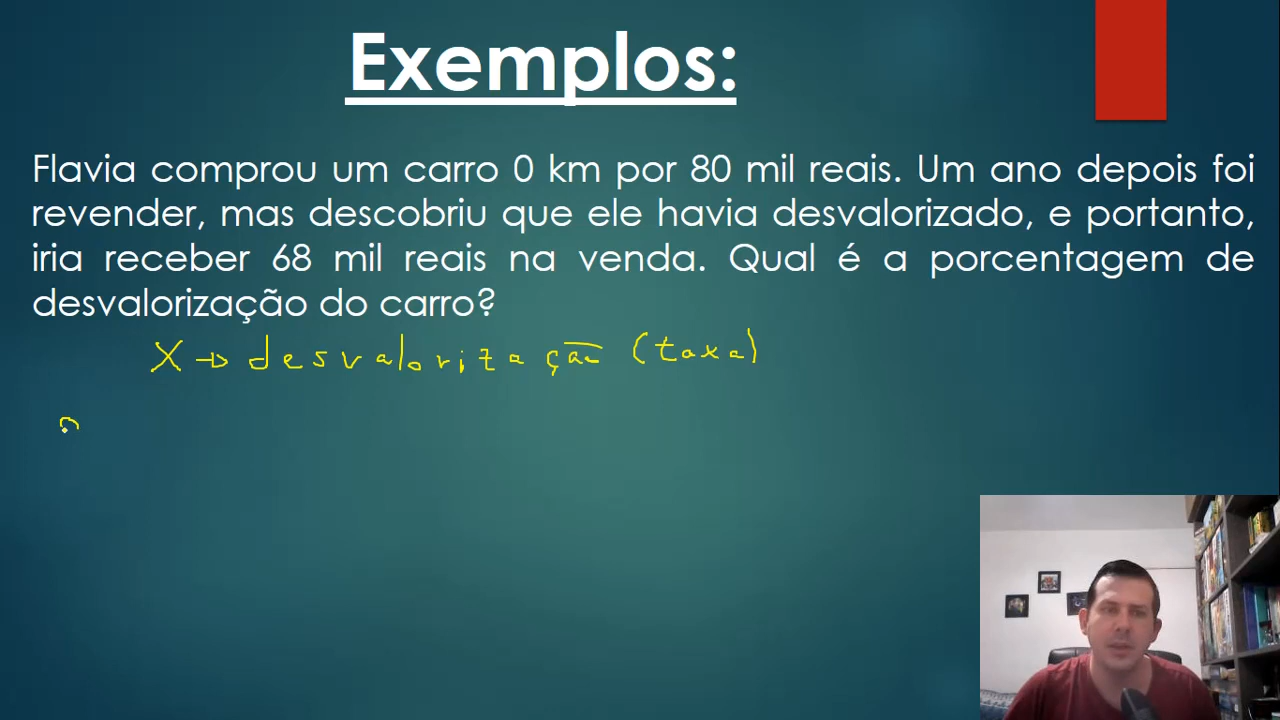 Exemplos:
Flavia comprou um carro 0 km por 80 mil reais. Um ano depois foi
revender, mas descobriu que ele havia desvalorizado, e portanto,
iria receber 68 mil reais na venda. Qual é a porcentagem de
desvalorização do carro?
X → desvalorização (taxa)